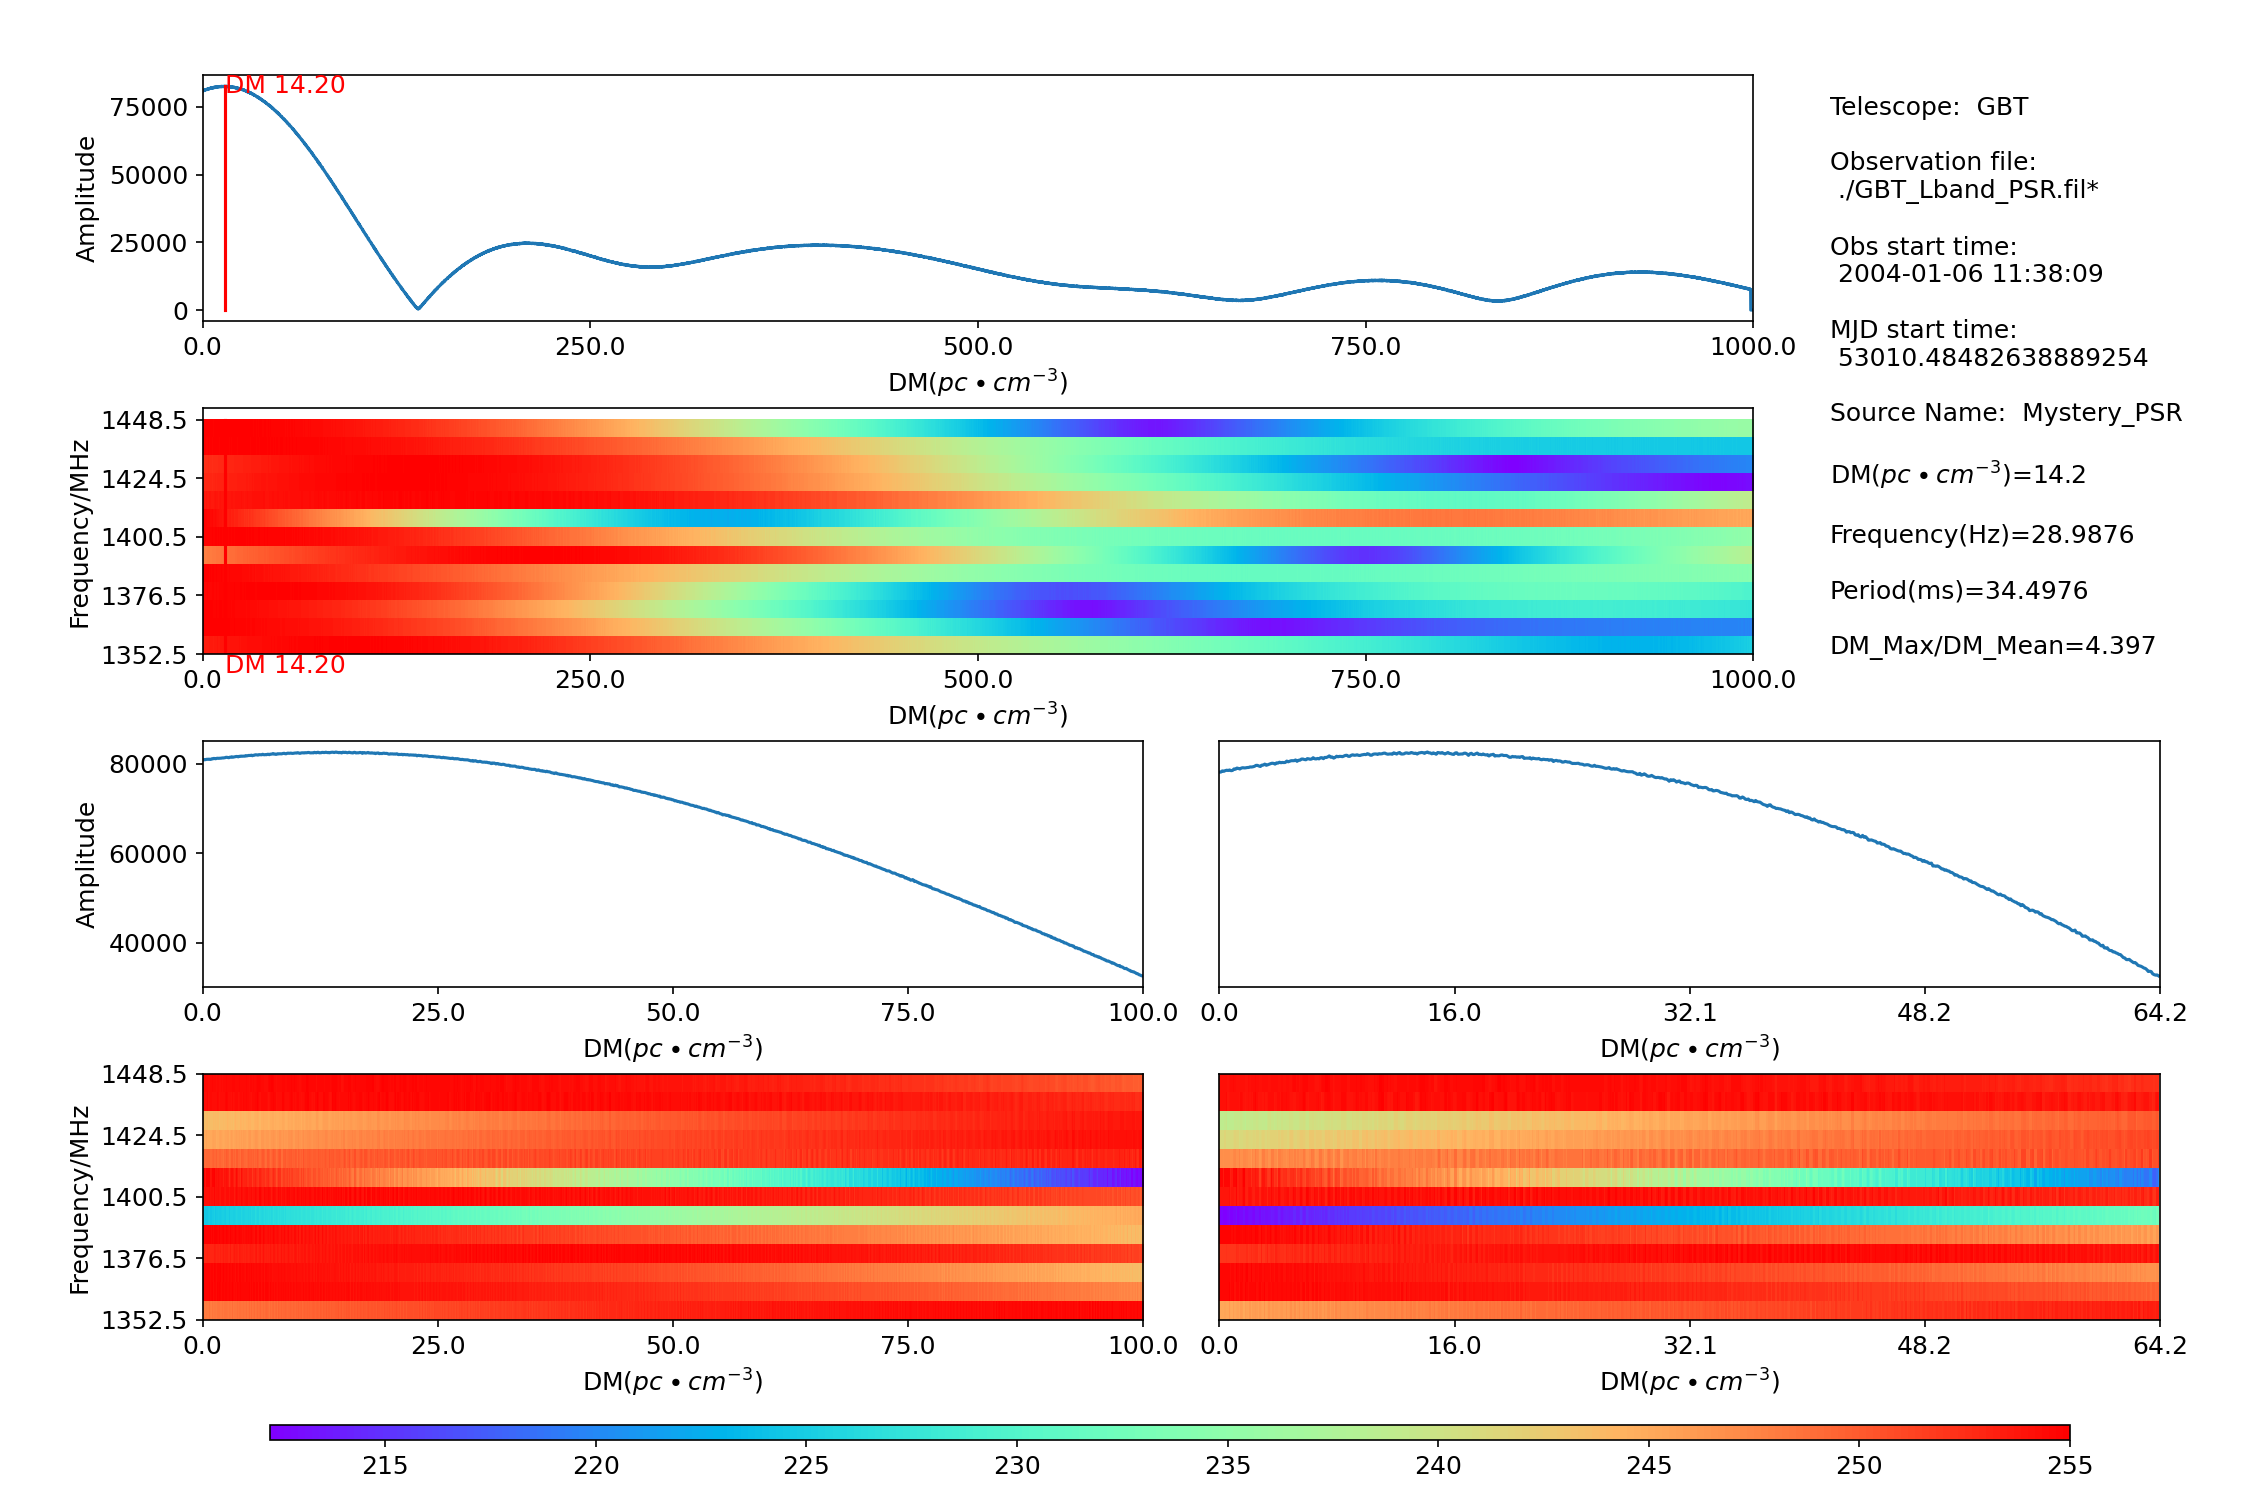 DM 14.20
75000
50000
25000
0
Amplitude
0.0 250.0 500.0 750.0 1000.0
DM(pc • cm⁻³)
Telescope:  GBT
Observation file:
./GBT_Lband_PSR.fil*
Obs start time:
2004-01-06 11:38:09
MJD start time:
53010.48482638889254
Source Name:  Mystery_PSR
DM(pc • cm⁻³)=14.2
Frequency(Hz)=28.9876
Period(ms)=34.4976
DM_Max/DM_Mean=4.397
1448.5
1424.5
1400.5
1376.5
1352.5
Frequency/MHz
DM 14.20
0.0 250.0 500.0 750.0 1000.0
DM(pc • cm⁻³)
80000
60000
40000
Amplitude
0.0 25.0 50.0 75.0 100.0
DM(pc • cm⁻³)
0.0 16.0 32.1 48.2 64.2
DM(pc • cm⁻³)
1448.5
1424.5
1400.5
1376.5
1352.5
Frequency/MHz
0.0 25.0 50.0 75.0 100.0
DM(pc • cm⁻³)
0.0 16.0 32.1 48.2 64.2
DM(pc • cm⁻³)
215 220 225 230 235 240 245 250 255